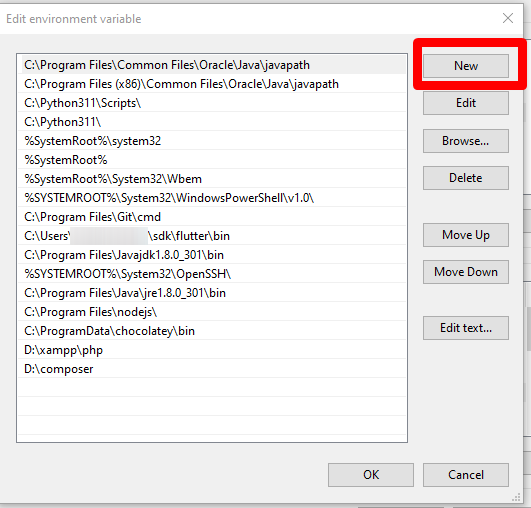 Edit environment variable
C:\Program Files\Common Files\Oracle\Java\javapath
New
C:\Program Files (x86)\Common Files\Oracle\Java\javapath
C:\Python311\Scripts\
Edit
C:\Python311\
%SystemRoot%\system32
Browse...
%SystemRoot%
%SystemRoot%\System32\Wbem
Delete
%SYSTEMROOT%\System32\WindowsPowerShell\v1.0\
C:\Program Files\Git\cmd
C:\Users\ \sdk\flutter\bin
Move Up
C:\Program Files\Javajdk1.8.0_301\bin
%SYSTEMROOT%\System32\OpenSSH\
Move Down
C:\Program Files\Java\jre1.8.0_301\bin
C:\Program Files\nodejs\
C:\ProgramData\chocolatey\bin
Edit text...
D:\xampp\php
D:\composer
OK
Cancel